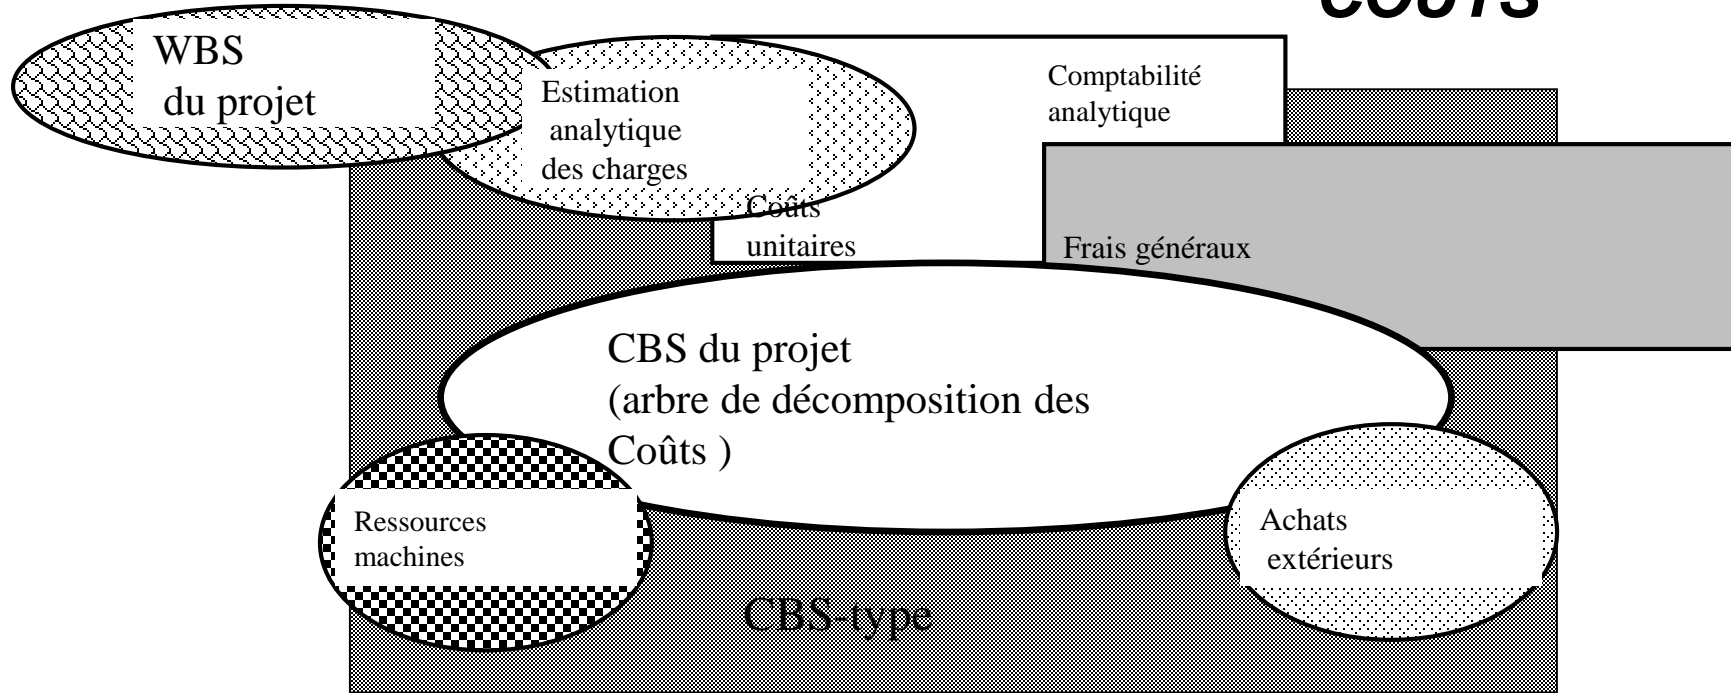 COÛTS
WBS
du projet
Estimation
analytique
des charges
Comptabilité
analytique
Coûts
unitaires
Frais généraux
CBS du projet
(arbre de décomposition des
Coûts )
Ressources
machines
Achats
extérieurs
CBS-type